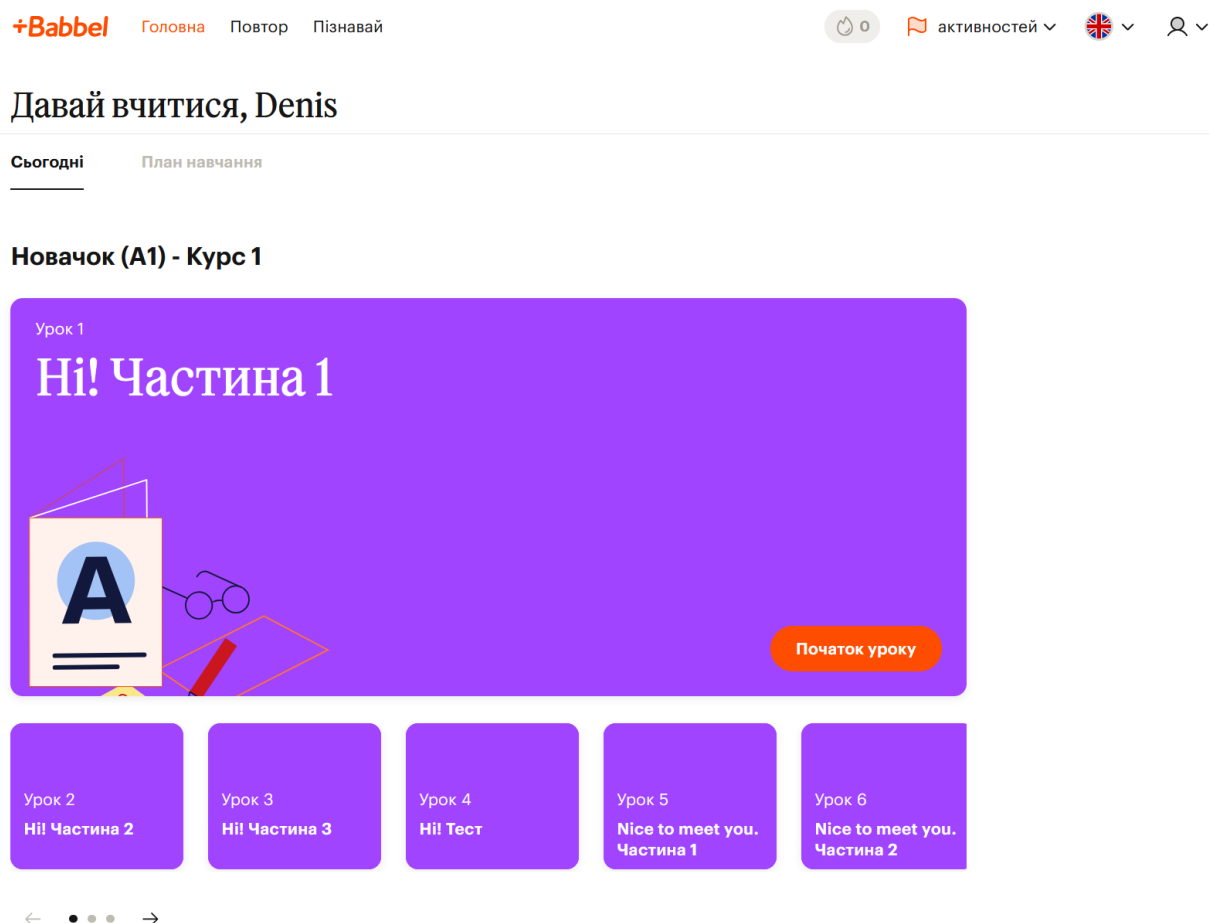 +Babbel
Головна
Повтор
Пізнавай
0
активностей
Давай вчитися, Denis
Сьогодні
План навчання
Новачок (A1) - Курс 1
Урок 1
Hi! Частина 1
A
Початок уроку
Урок 2
Hi! Частина 2
Урок 3
Hi! Частина 3
Урок 4
Hi! Тест
Урок 5
Nice to meet you.
Частина 1
Урок 6
Nice to meet you.
Частина 2